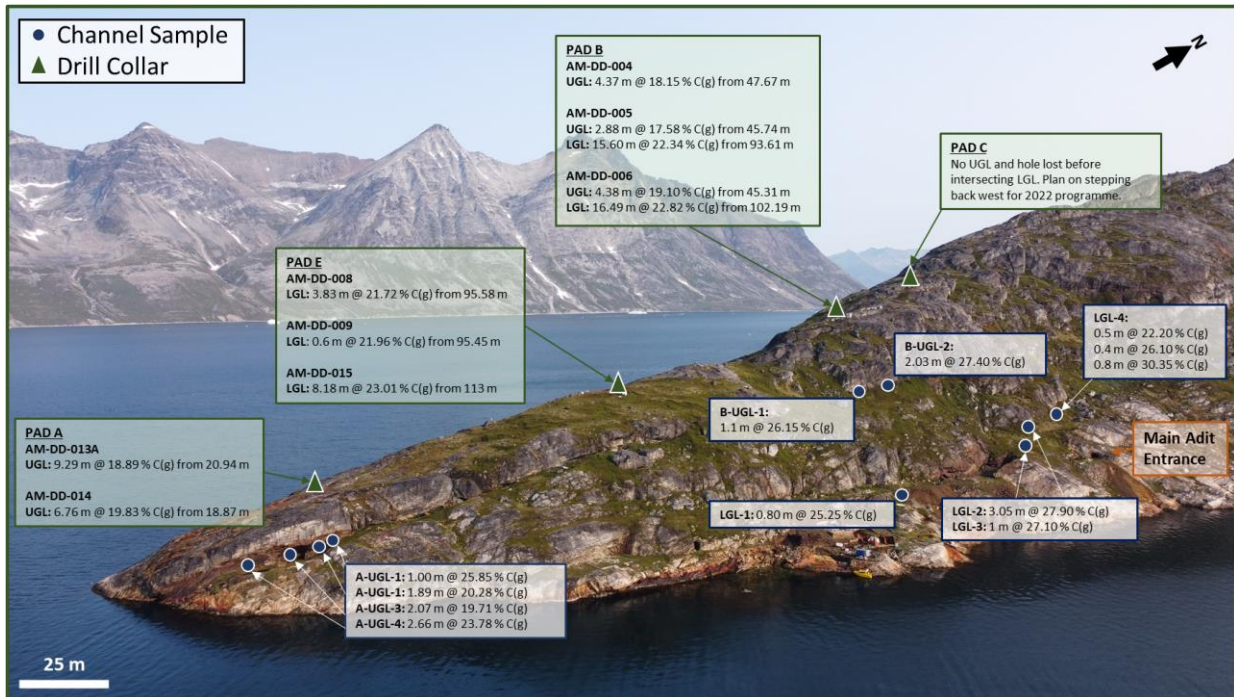 Channel Sample
Drill Collar
N
PAD B
AM-DD-004
UGL: 4.37 m @ 18.15 % C(g) from 47.67 m
AM-DD-005
UGL: 2.88 m @ 17.58 % C(g) from 45.74 m
LGL: 15.60 m @ 22.34 % C(g) from 93.61 m
AM-DD-006
UGL: 4.38 m @ 19.10 % C(g) from 45.31 m
LGL: 16.49 m @ 22.82 % C(g) from 102.19 m
PAD C
No UGL and hole lost before
intersecting LGL. Plan on stepping
back west for 2022 programme.
PAD E
AM-DD-008
LGL: 3.83 m @ 21.72 % C(g) from 95.58 m
AM-DD-009
LGL: 0.6 m @ 21.96 % C(g) from 95.45 m
AM-DD-015
LGL: 8.18 m @ 23.01 % C(g) from 113 m
LGL-4:
0.5 m @ 22.20 % C(g)
0.4 m @ 26.10 % C(g)
0.8 m @ 30.35 % C(g)
B-UGL-2:
2.03 m @ 27.40 % C(g)
B-UGL-1:
1.1 m @ 26.15 % C(g)
PAD A
AM-DD-013A
UGL: 9.29 m @ 18.89 % C(g) from 20.94 m
AM-DD-014
UGL: 6.76 m @ 19.83 % C(g) from 18.87 m
Main Adit
Entrance
LGL-1: 0.80 m @ 25.25 % C(g)
LGL-2: 3.05 m @ 27.90 % C(g)
LGL-3: 1 m @ 27.10 % C(g)
A-UGL-1: 1.00 m @ 25.85 % C(g)
A-UGL-1: 1.89 m @ 20.28 % C(g)
A-UGL-3: 2.07 m @ 19.71 % C(g)
A-UGL-4: 2.66 m @ 23.78 % C(g)
25 m